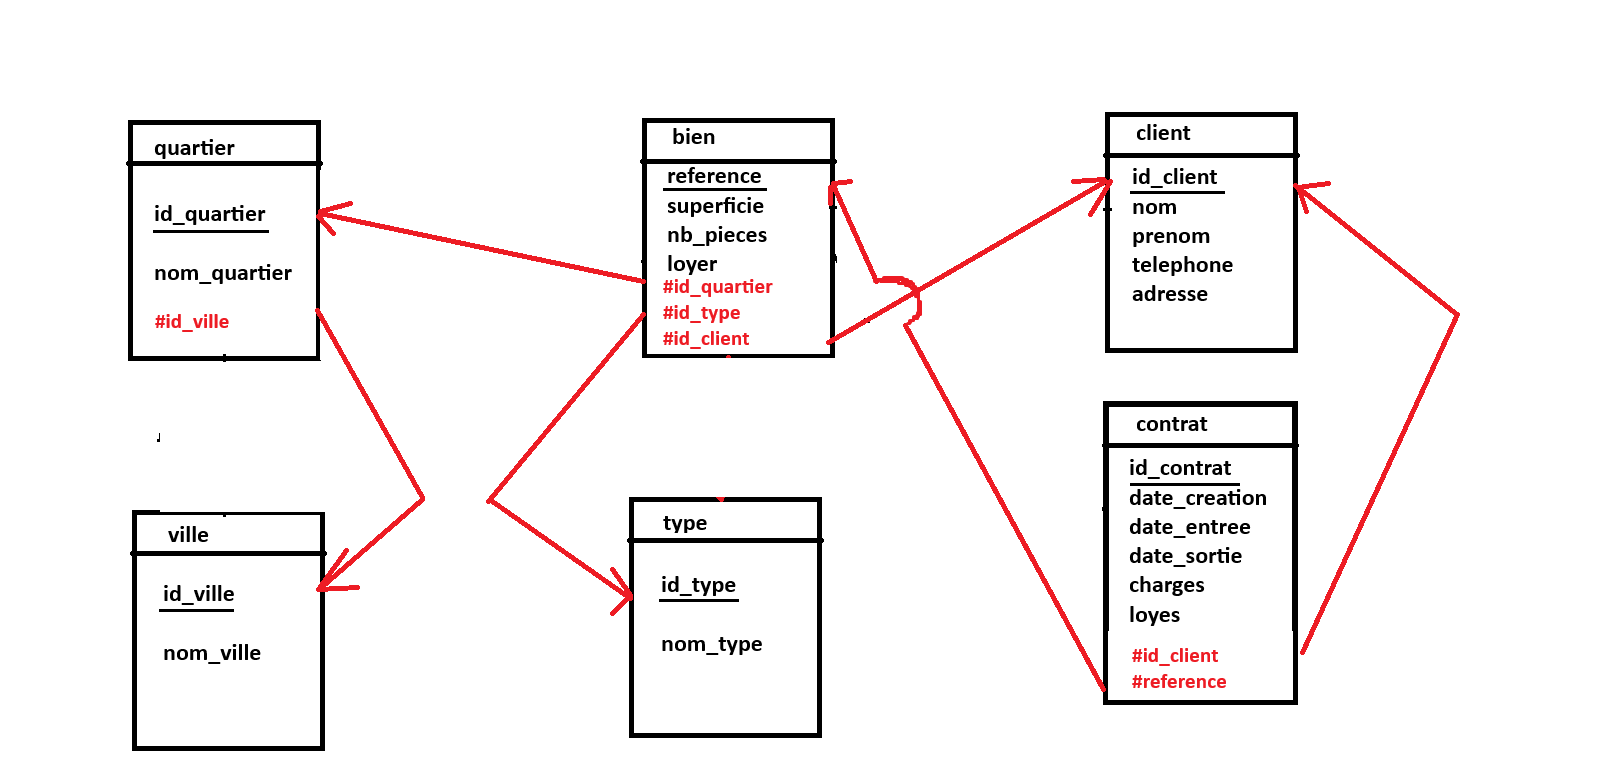 quartier
id_quartier
nom_quartier
#id_ville
bien
reference
superficie
nb_pieces
loyer
#id_quartier
#id_type
#id_client
client
id_client
nom
prenom
telephone
adresse
ville
id_ville
nom_ville
type
id_type
nom_type
contrat
id_contrat
date_creation
date_entree
date_sortie
charges
loyes
#id_client
#reference